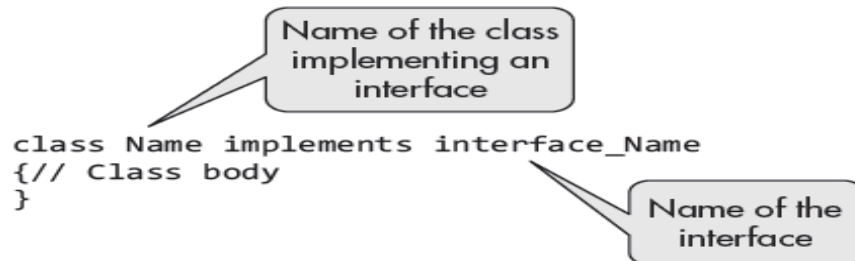 Name of the class
implementing an
interface
class Name implements interface_Name
{// Class body
}
Name of the
interface